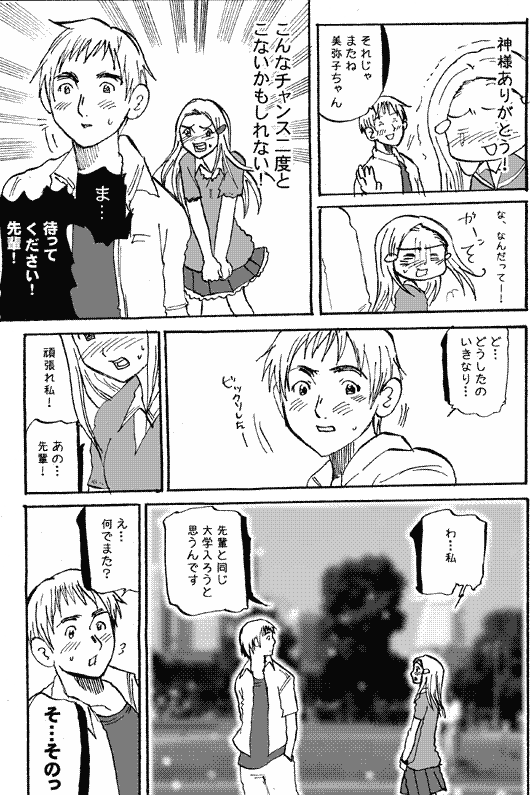 神様ありがとう!
それじゃ
またね
美弥子ちゃん
な、なんだってー!
ガーーン
こんなチャンス二度と
こないかもしれない!
ま…
待って
ください!
先輩!
ど…
どうしたの
いきなり…
ビックリしたー
頑張れ私!
あの…
先輩!
わ…私
先輩と同じ
大学入ろうと
思うんです
え…
何でまた?
そ…そのっ